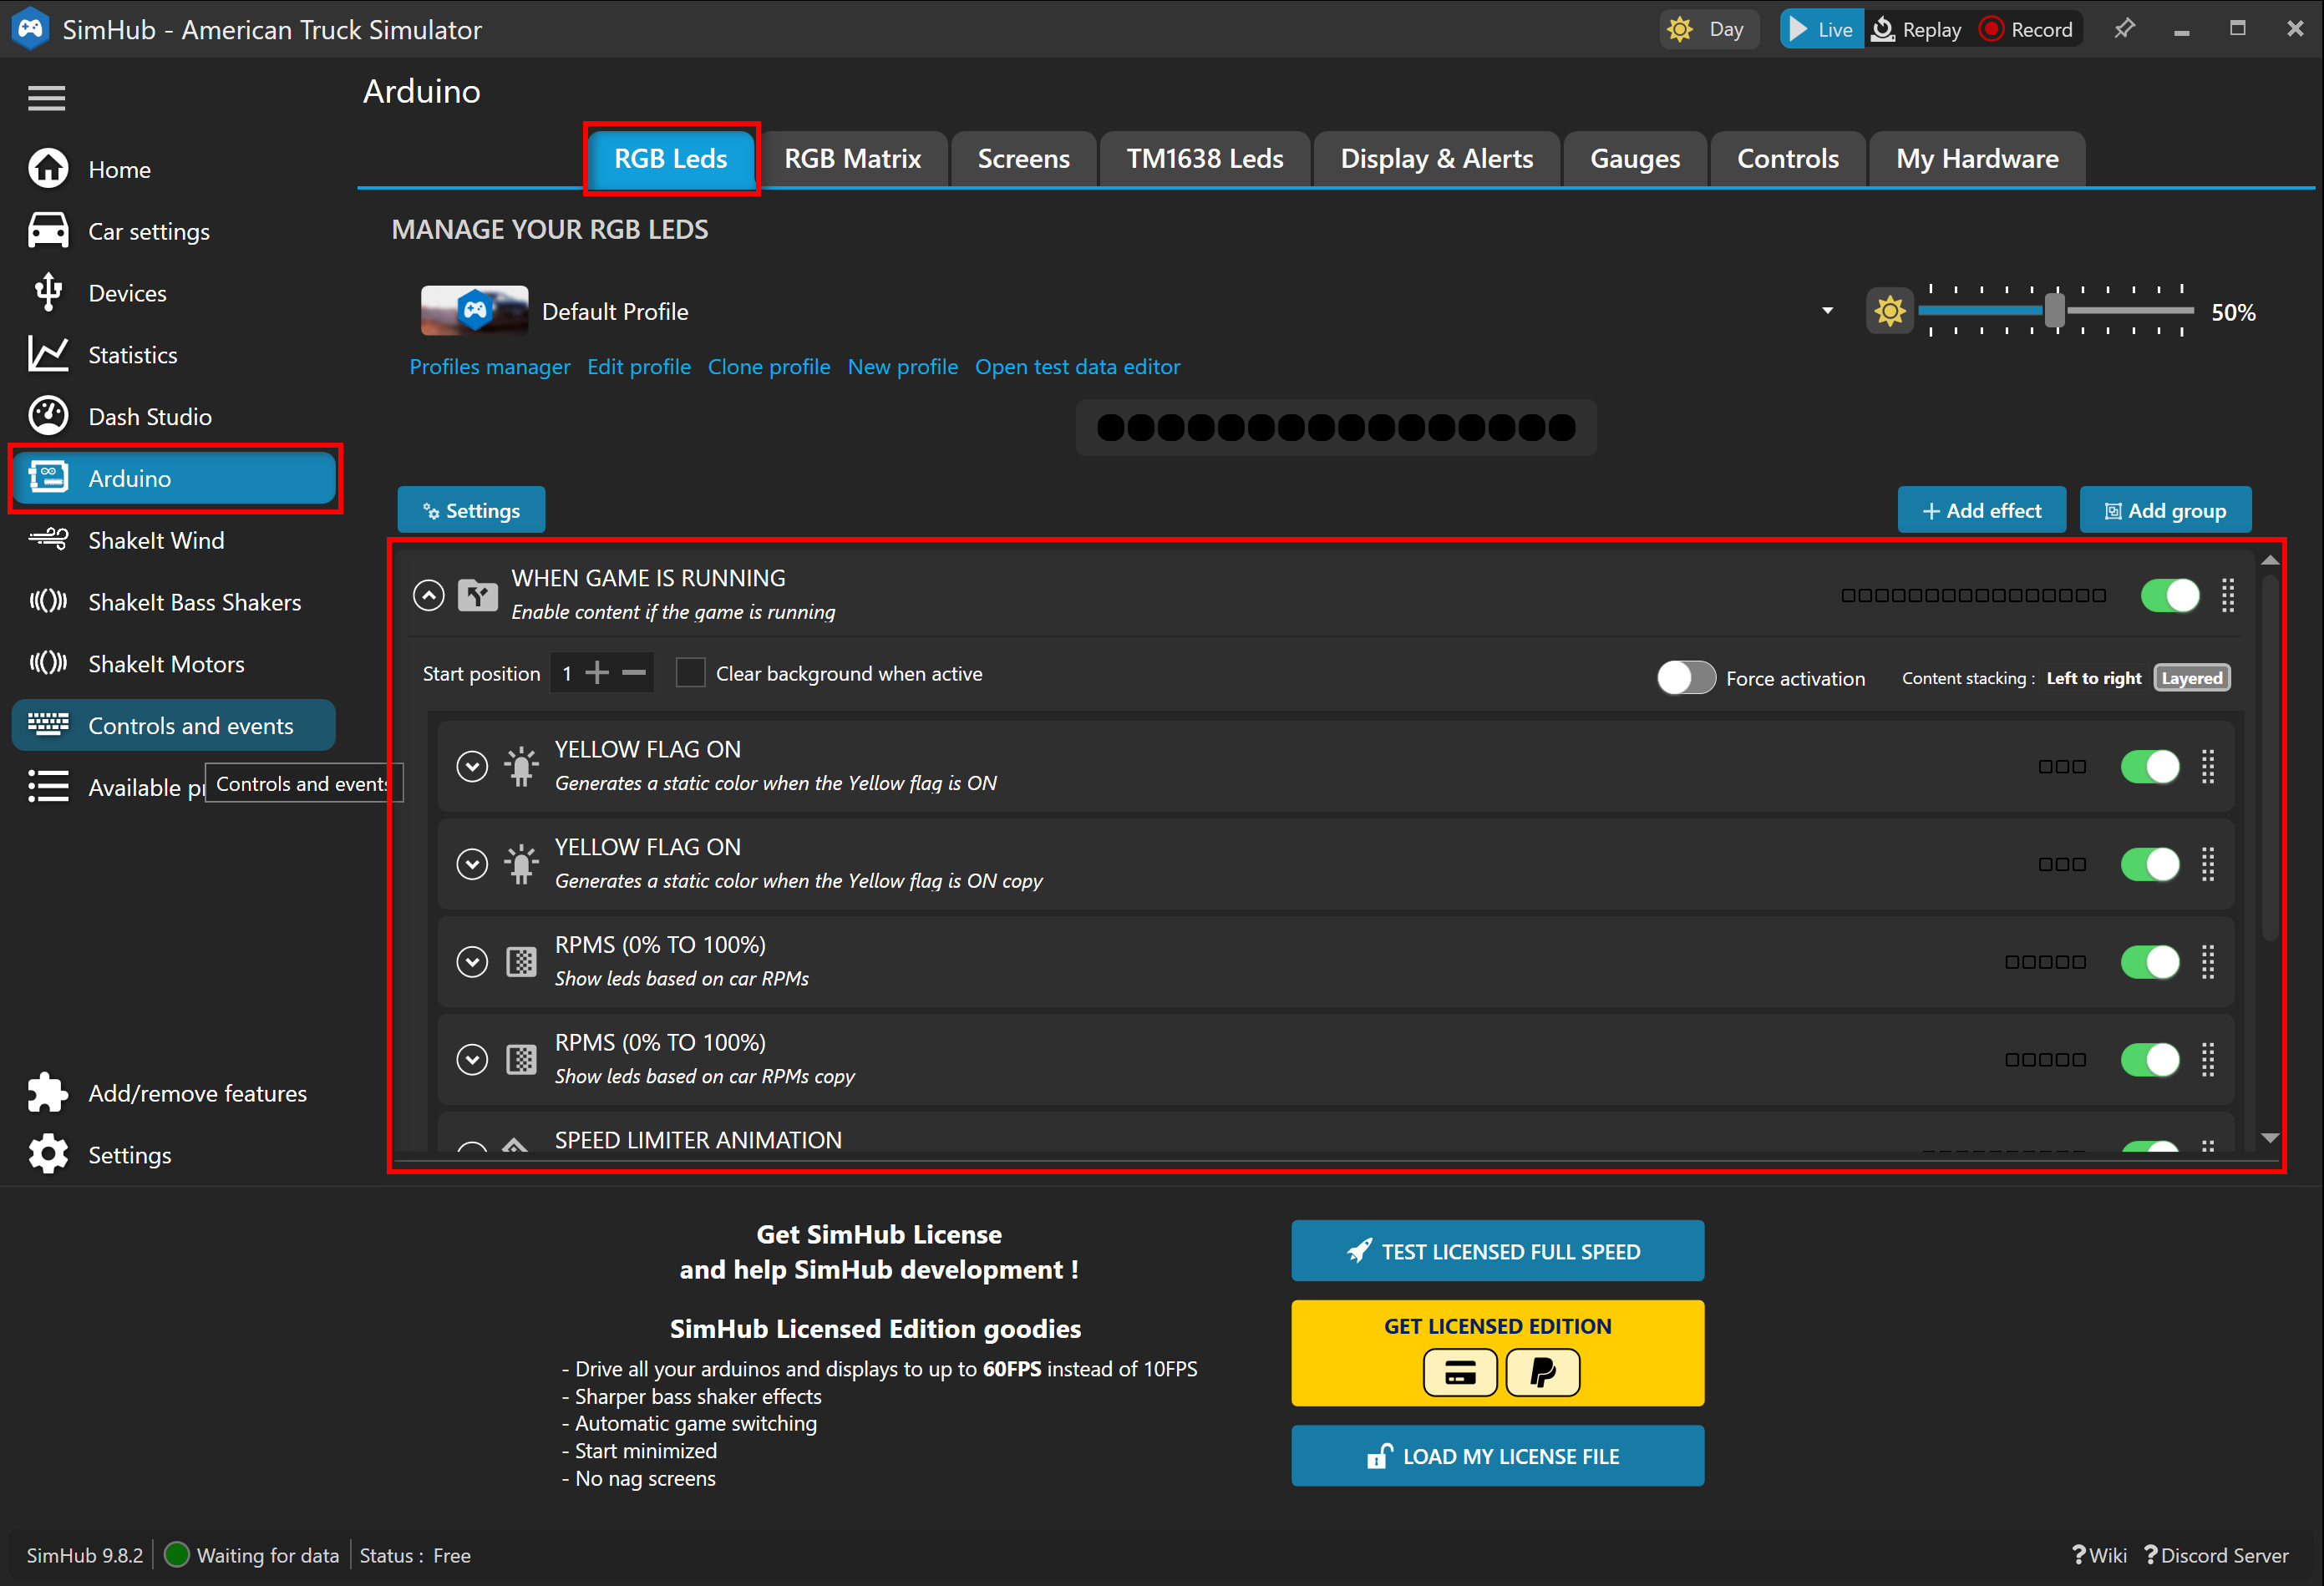 SimHub - American Truck Simulator
Day
Live
Replay
Record
Arduino
Home
Car settings
Devices
Statistics
Dash Studio
Arduino
ShakeIt Wind
ShakeIt Bass Shakers
ShakeIt Motors
Controls and events
Available pr
Controls and events
Add/remove features
Settings
RGB Leds
RGB Matrix
Screens
TM1638 Leds
Display & Alerts
Gauges
Controls
My Hardware
MANAGE YOUR RGB LEDS
Default Profile
50%
Profiles manager
Edit profile
Clone profile
New profile
Open test data editor
Settings
Add effect
Add group
WHEN GAME IS RUNNING
Enable content if the game is running
Start position 1
Clear background when active
Force activation
Content stacking : Left to right Layered
YELLOW FLAG ON
Generates a static color when the Yellow flag is ON
YELLOW FLAG ON
Generates a static color when the Yellow flag is ON copy
RPMS (0% TO 100%)
Show leds based on car RPMs
RPMS (0% TO 100%)
Show leds based on car RPMs copy
SPEED LIMITER ANIMATION
Get SimHub License
and help SimHub development !
SimHub Licensed Edition goodies
- Drive all your arduinos and displays to up to 60FPS instead of 10FPS
- Sharper bass shaker effects
- Automatic game switching
- Start minimized
- No nag screens
TEST LICENSED FULL SPEED
GET LICENSED EDITION
LOAD MY LICENSE FILE
SimHub 9.8.2
Waiting for data
Status : Free
?Wiki
?Discord Server